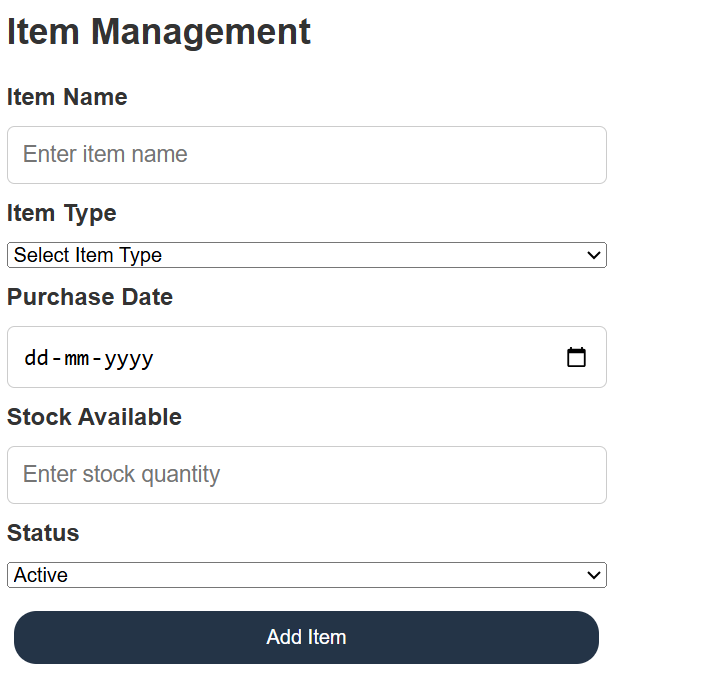 Item Management
Item Name
Enter item name
Item Type
Select Item Type
Purchase Date
dd-mm-yyyy
Stock Available
Enter stock quantity
Status
Active
Add Item